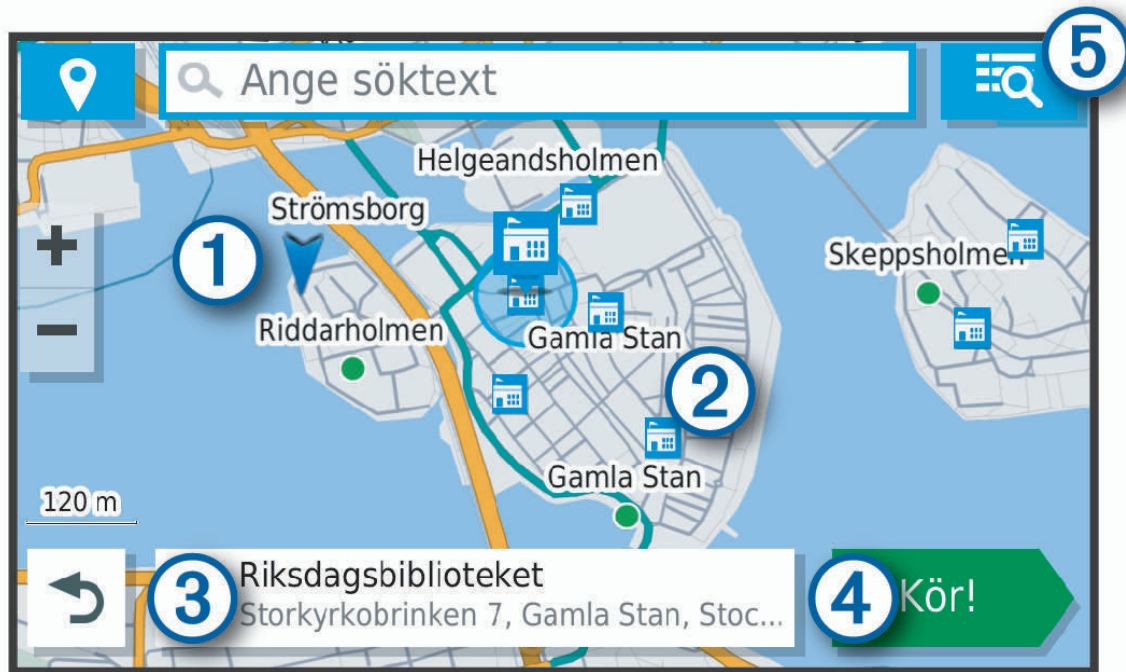 5
Ange söktext
Helgeandsholmen
Strömsborg
1
Skeppsholmen
Riddarholmen
Gamla Stan
2
Gamla Stan
120 m
3
Riksdagsbiblioteket
Storkyrkobrinken 7, Gamla Stan, Stoc...
4
Kör!